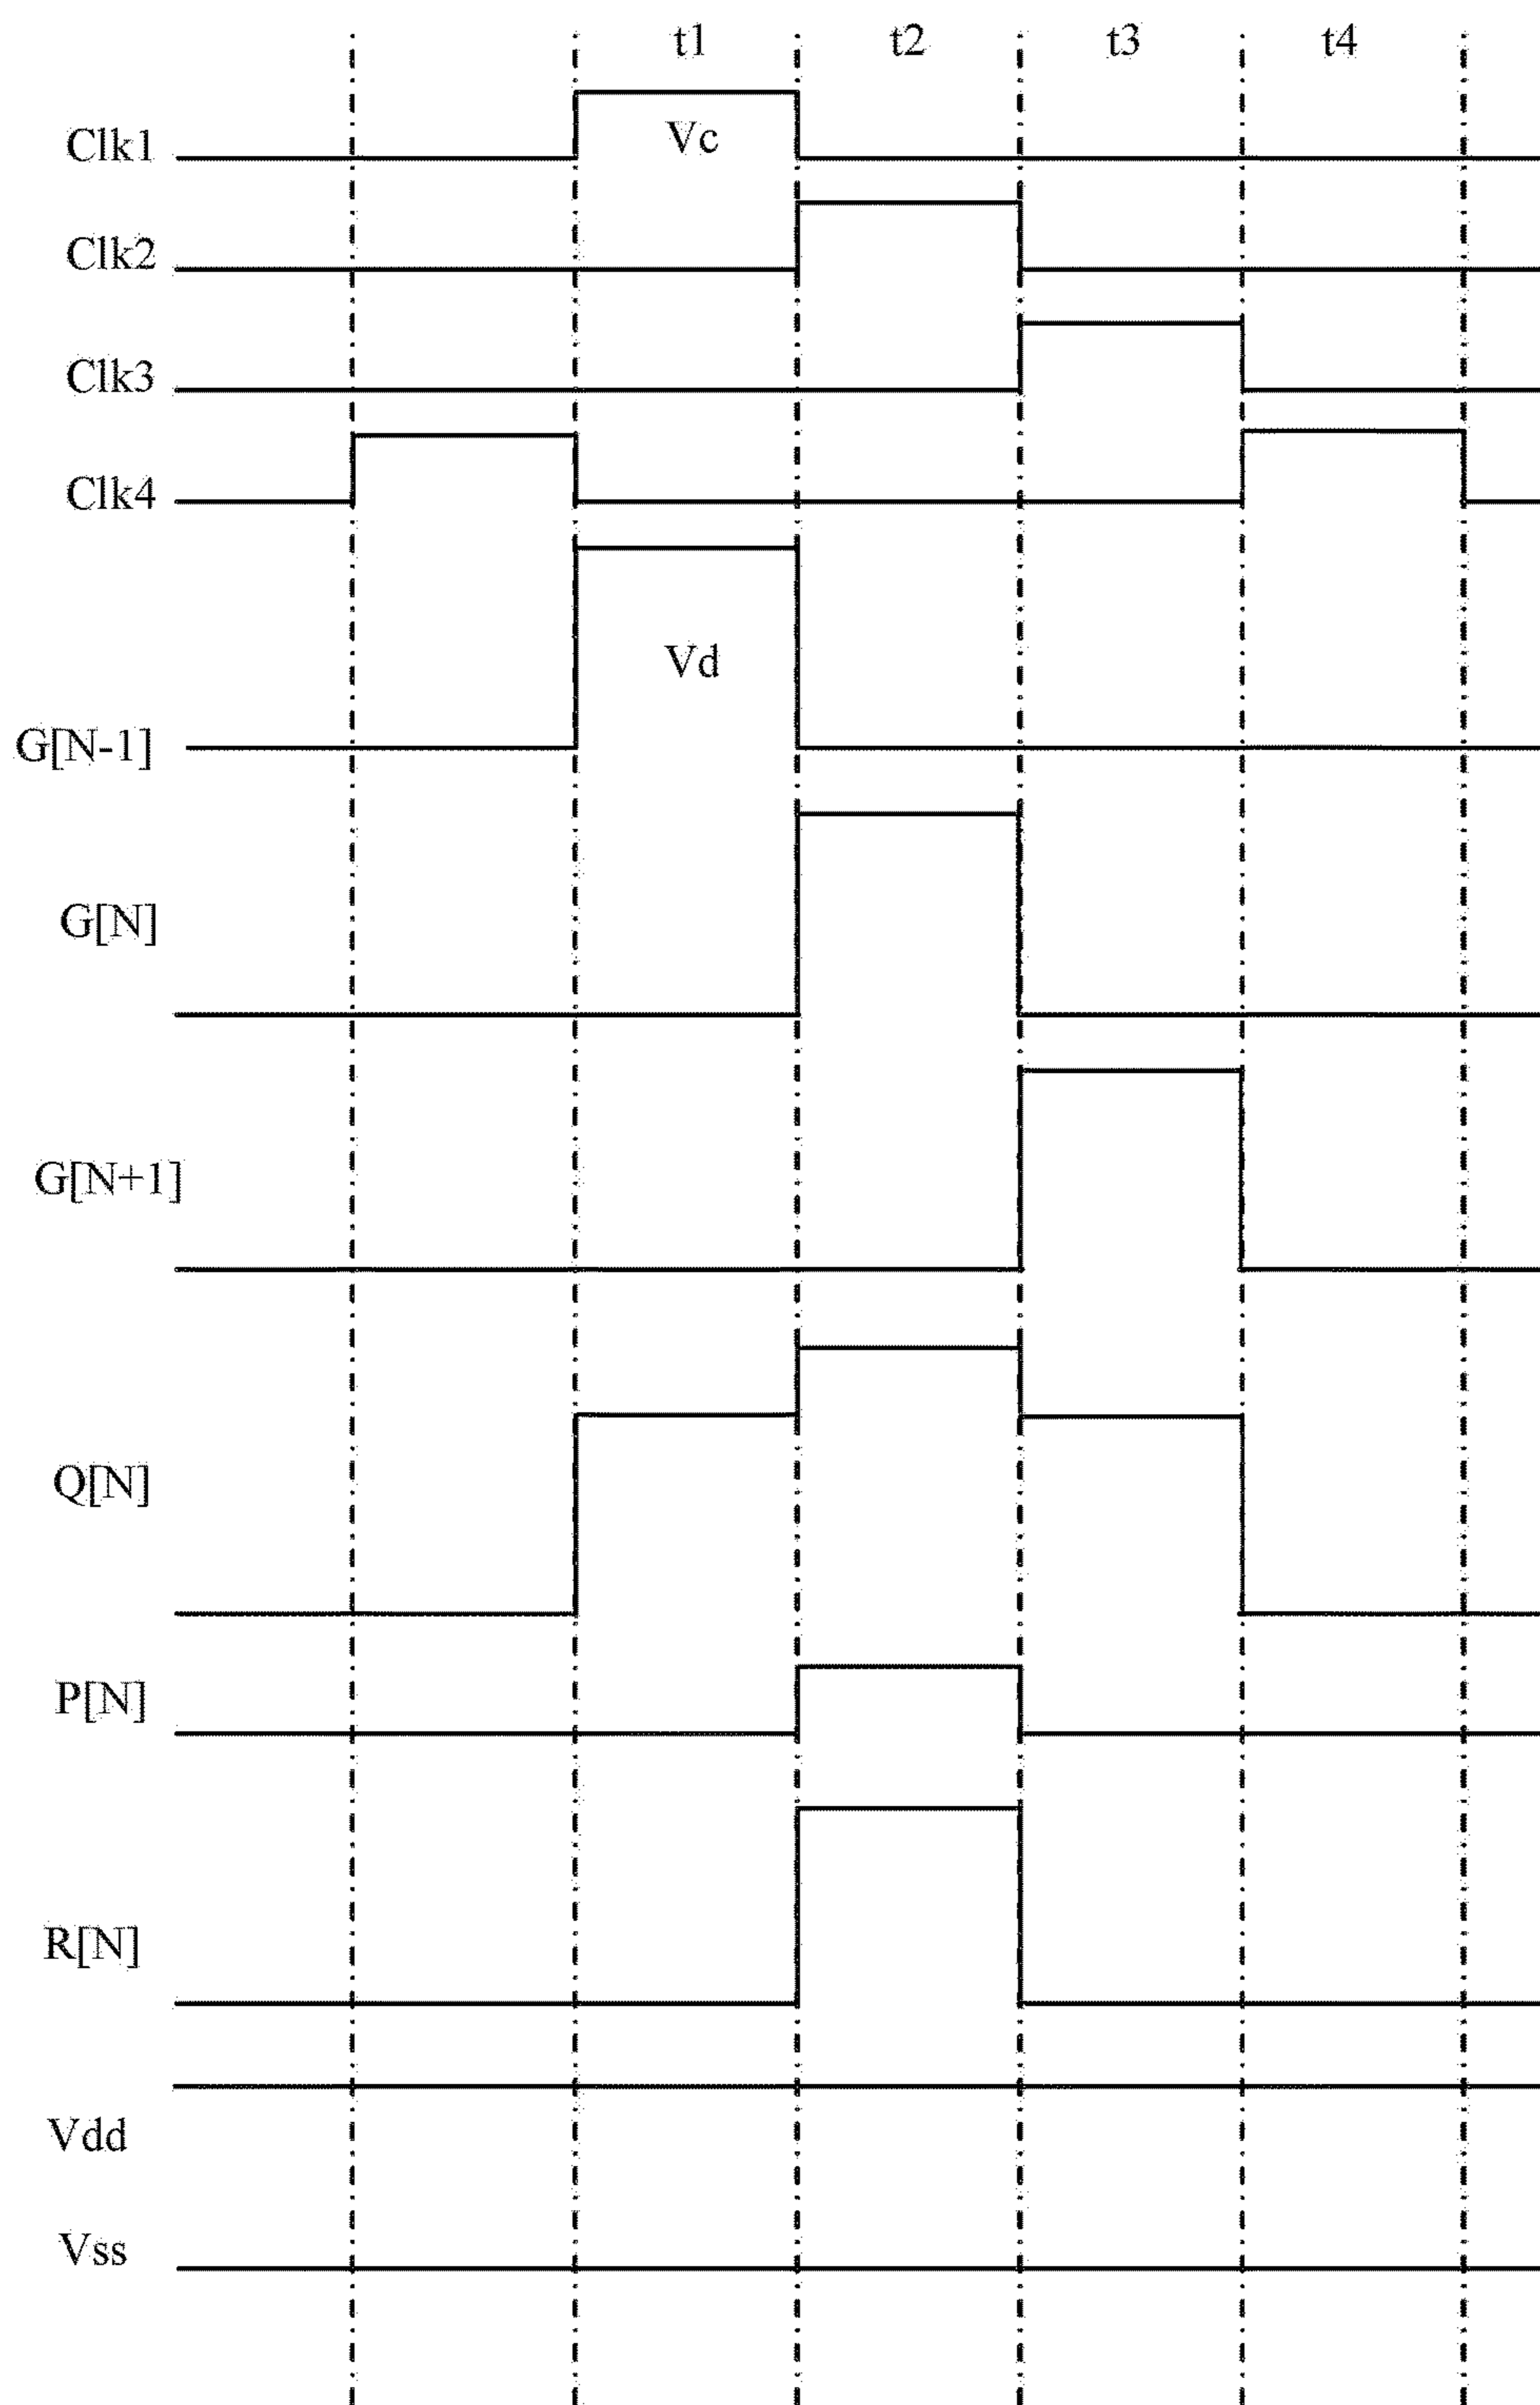 t1 t2 t3 t4
Clk1
Vc
Clk2
Clk3
Clk4
Vd
G[N-1]
G[N]
G[N+1]
Q[N]
P[N]
R[N]
Vdd
Vss